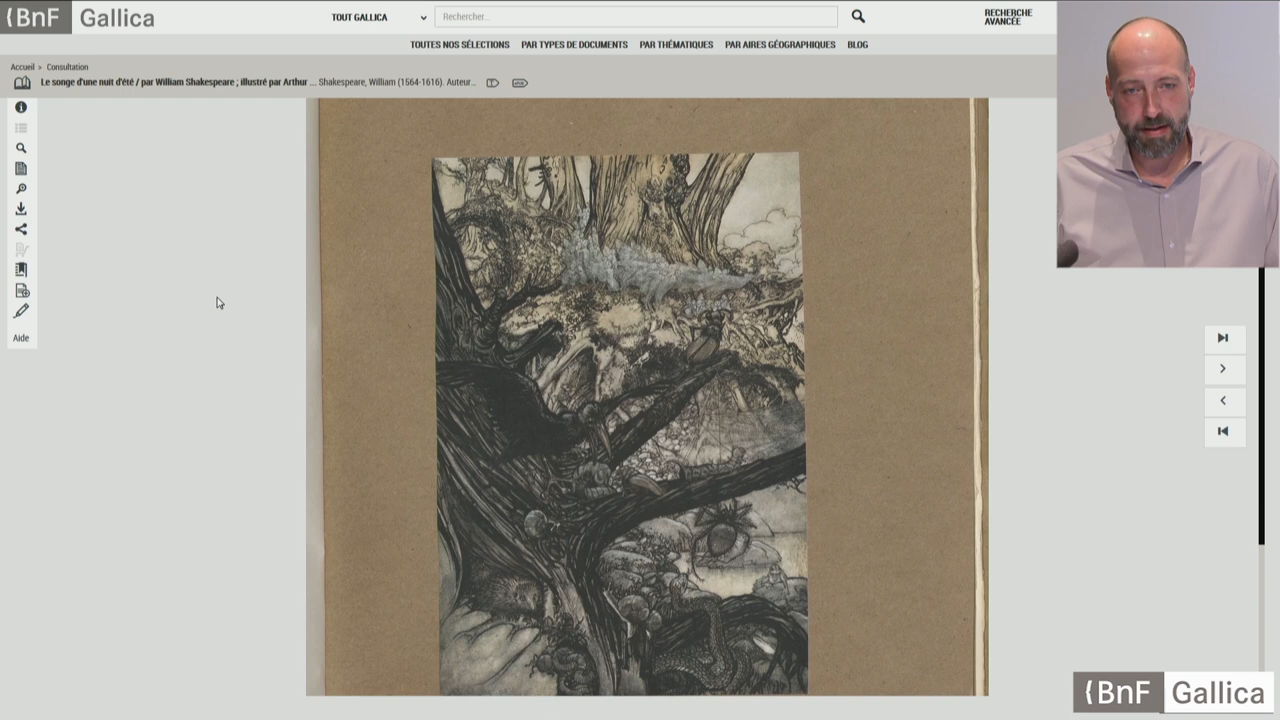 {BnF Gallica
TOUT GALLICA
Rechercher...
RECHERCHE
AVANCÉE
TOUTES NOS SÉLECTIONS PAR TYPES DE DOCUMENTS PAR THÉMATIQUES PAR AIRES GÉOGRAPHIQUES BLOG
Accueil > Consultation
Le songe d'une nuit d'été / par William Shakespeare ; illustré par Arthur ... Shakespeare, William (1564-1616). Auteur...
Aide
{BnF Gallica